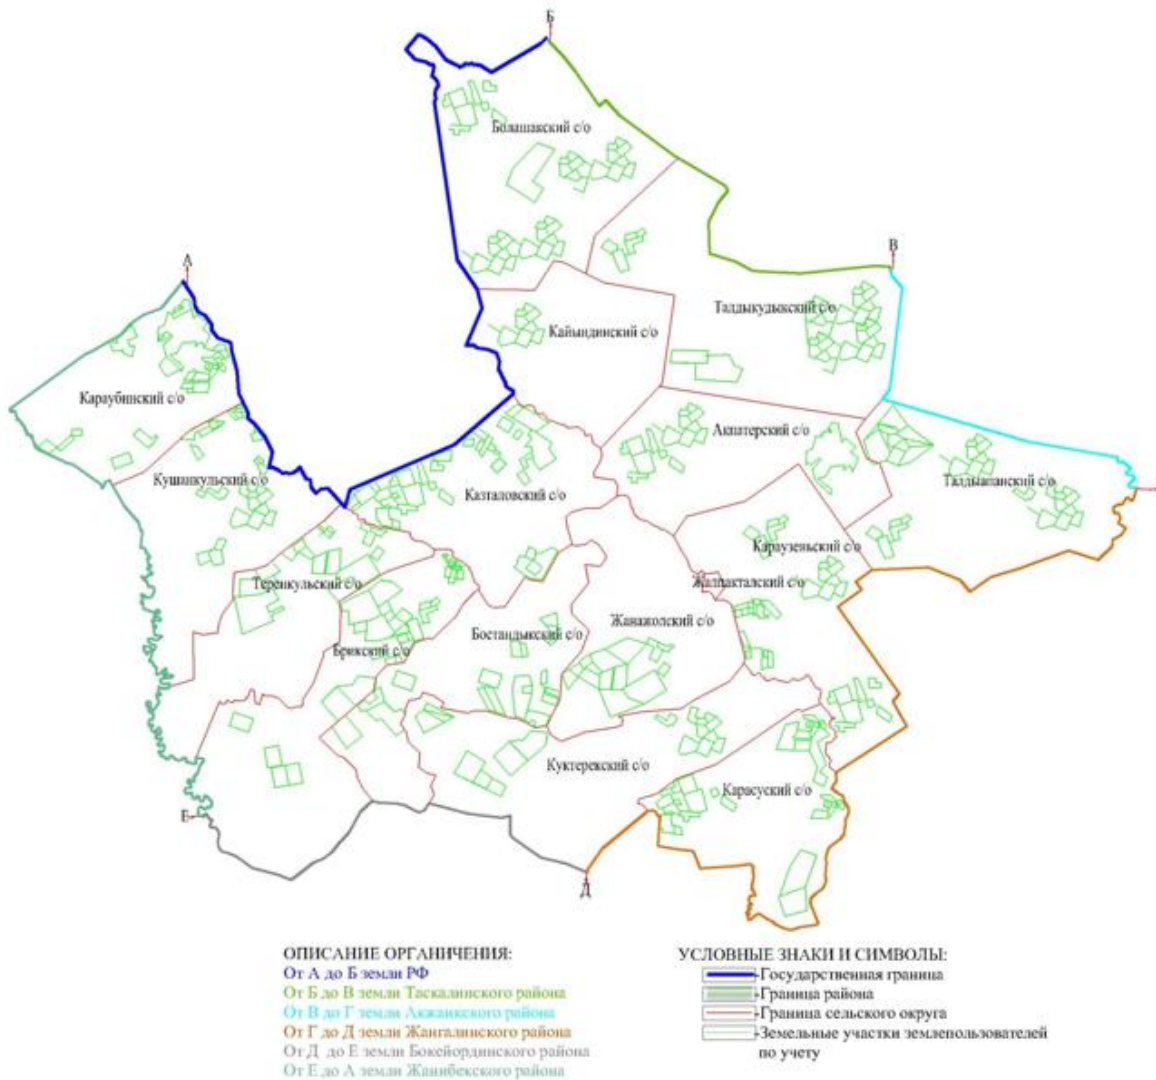 Б
Болашакский с/о
А
В
Талдыкудыкский с/о
Кайындинский с/о
Караубинский с/о
Акпатерский с/о
Кушанкульский с/о
Казталовский с/о
Талдыапанский с/о
Караузеньский с/о
Теренкульский с/о
Жалпакталский с/о
Жанажолский с/о
Бостандыкский с/о
Брикский с/о
Куктерекский с/о
Карасуский с/о
Е
Д
ОПИСАНИЕ ОРГАНИЧЕНИЯ:
От А до Б земли РФ
От Б до В земли Таскалинского района
От В до Г земли Акжаикского района
От Г до Д земли Жангалинского района
От Д до Е земли Бокейординского района
От Е до А земли Жанибекского района
УСЛОВНЫЕ ЗНАКИ И СИМВОЛЫ:
-Государственная граница
-Граница района
-Граница сельского округа
-Земельные участки землепользователей
по учету